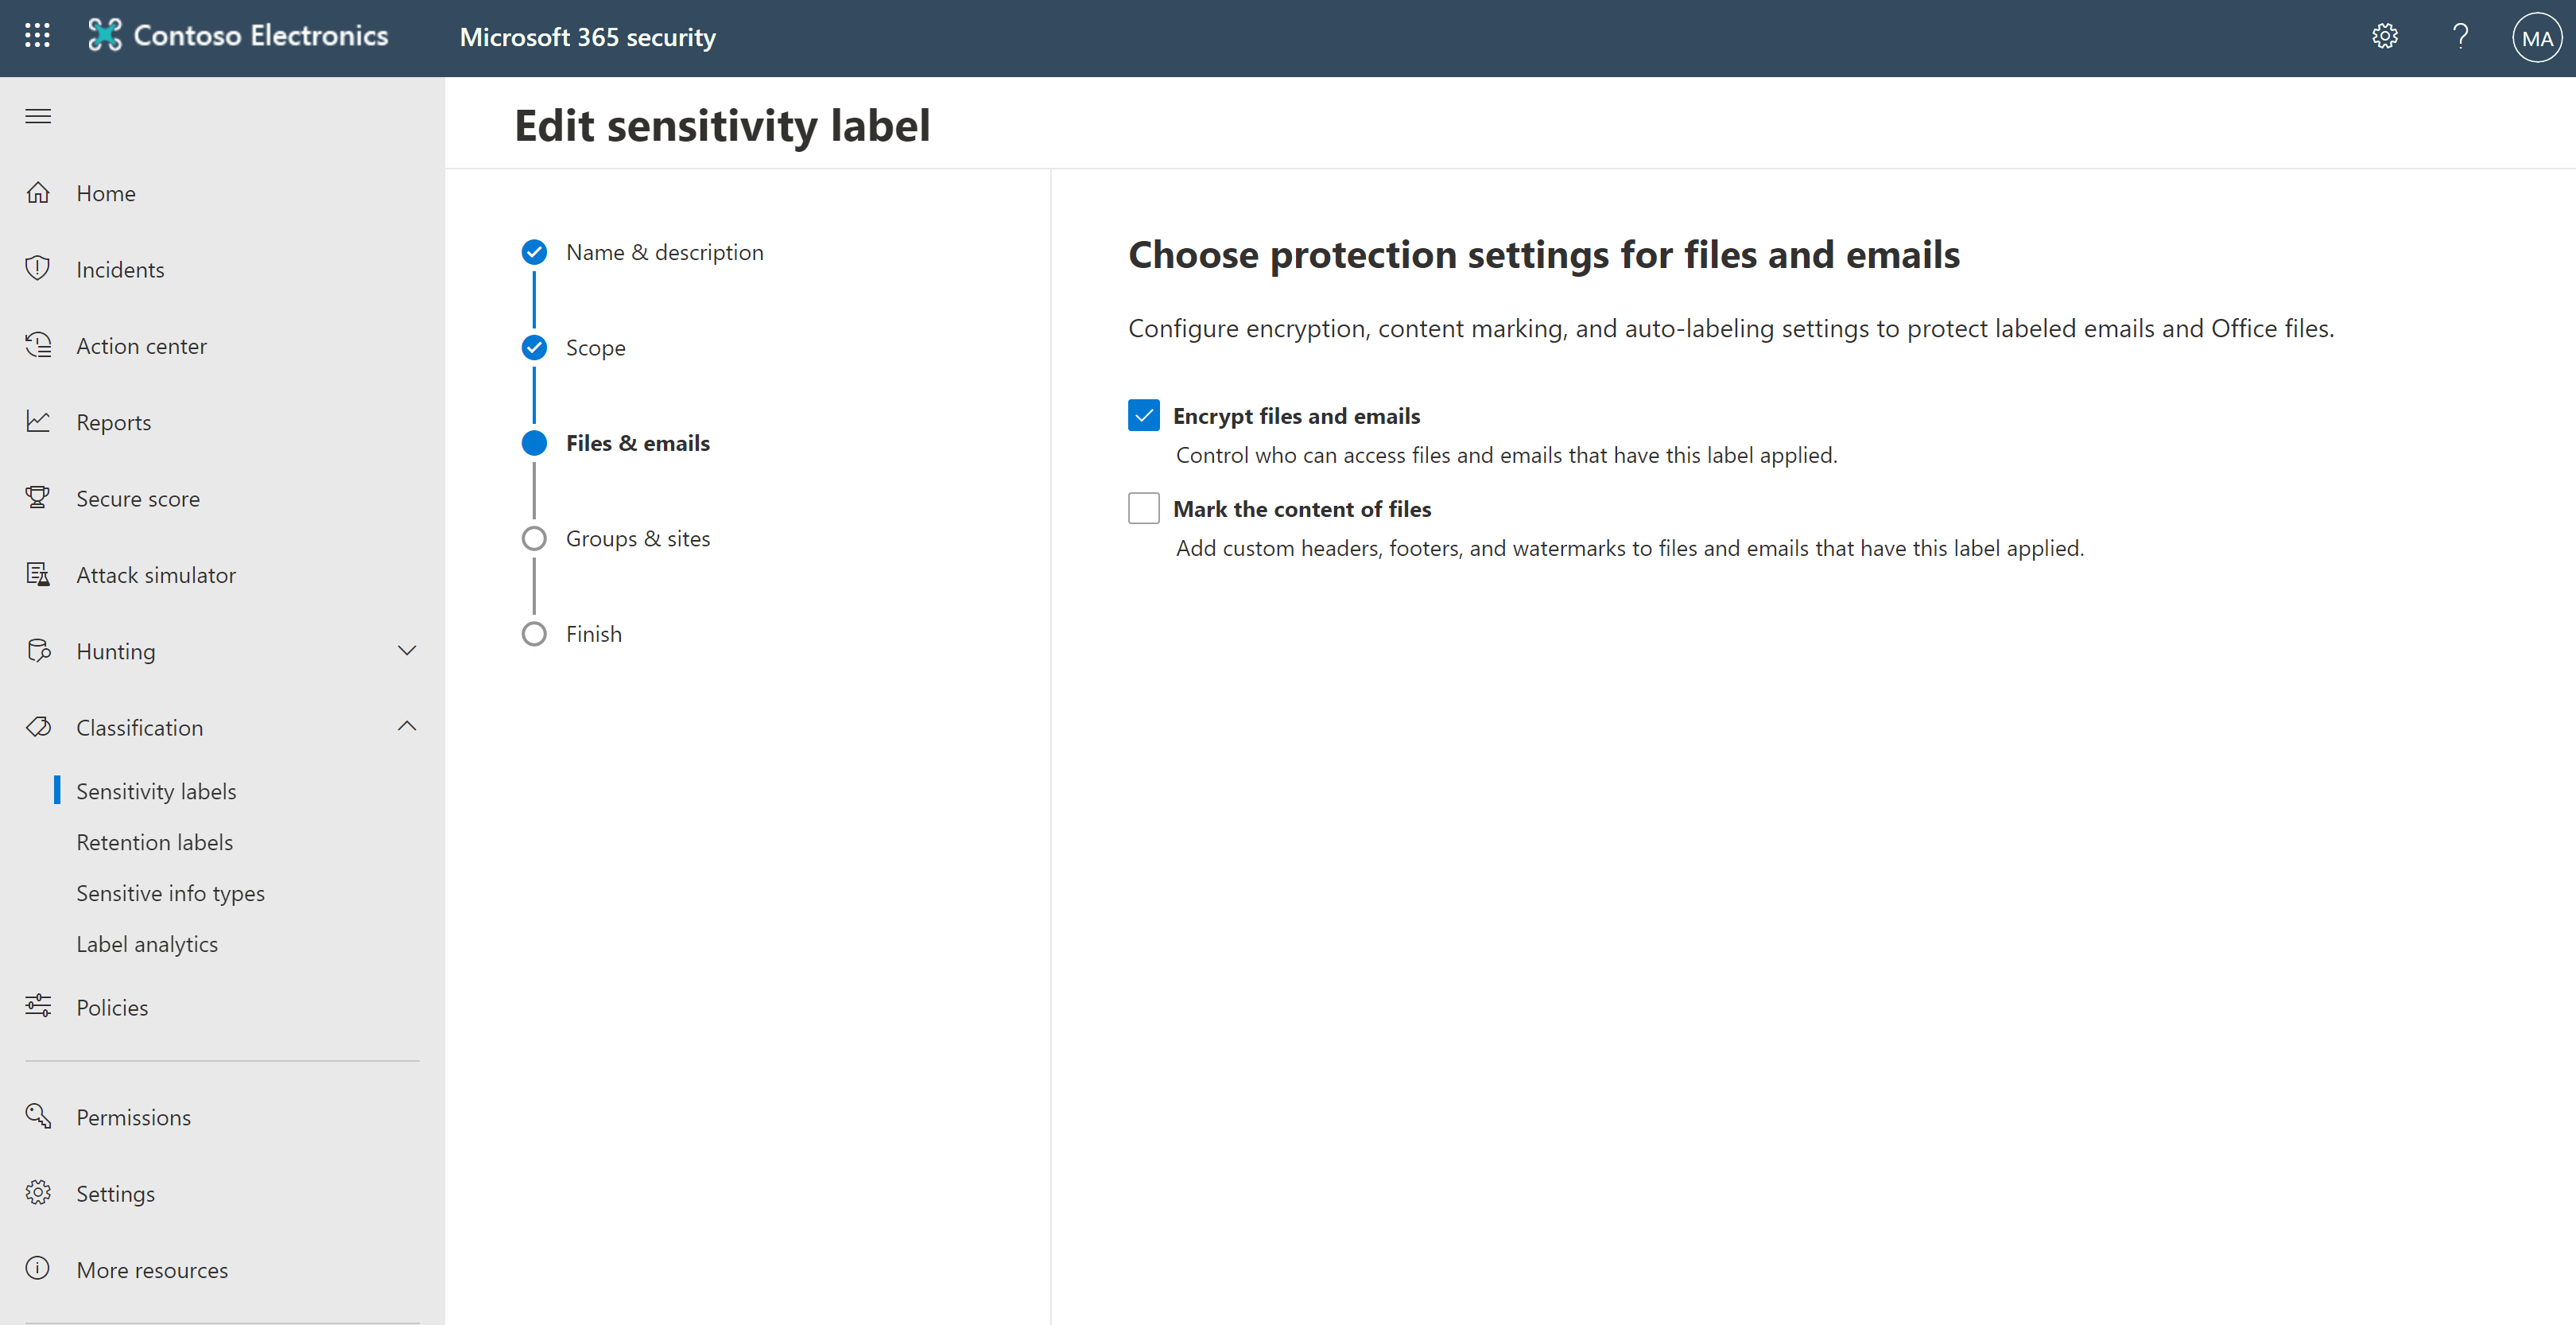 Contoso Electronics
Microsoft 365 security
MA
Edit sensitivity label
Home
Incidents
Action center
Reports
Secure score
Attack simulator
Hunting
Classification
Sensitivity labels
Retention labels
Sensitive info types
Label analytics
Policies
Permissions
Settings
More resources
Name & description
Scope
Files & emails
Groups & sites
Finish
Choose protection settings for files and emails
Configure encryption, content marking, and auto-labeling settings to protect labeled emails and Office files.
Encrypt files and emails
Control who can access files and emails that have this label applied.
Mark the content of files
Add custom headers, footers, and watermarks to files and emails that have this label applied.